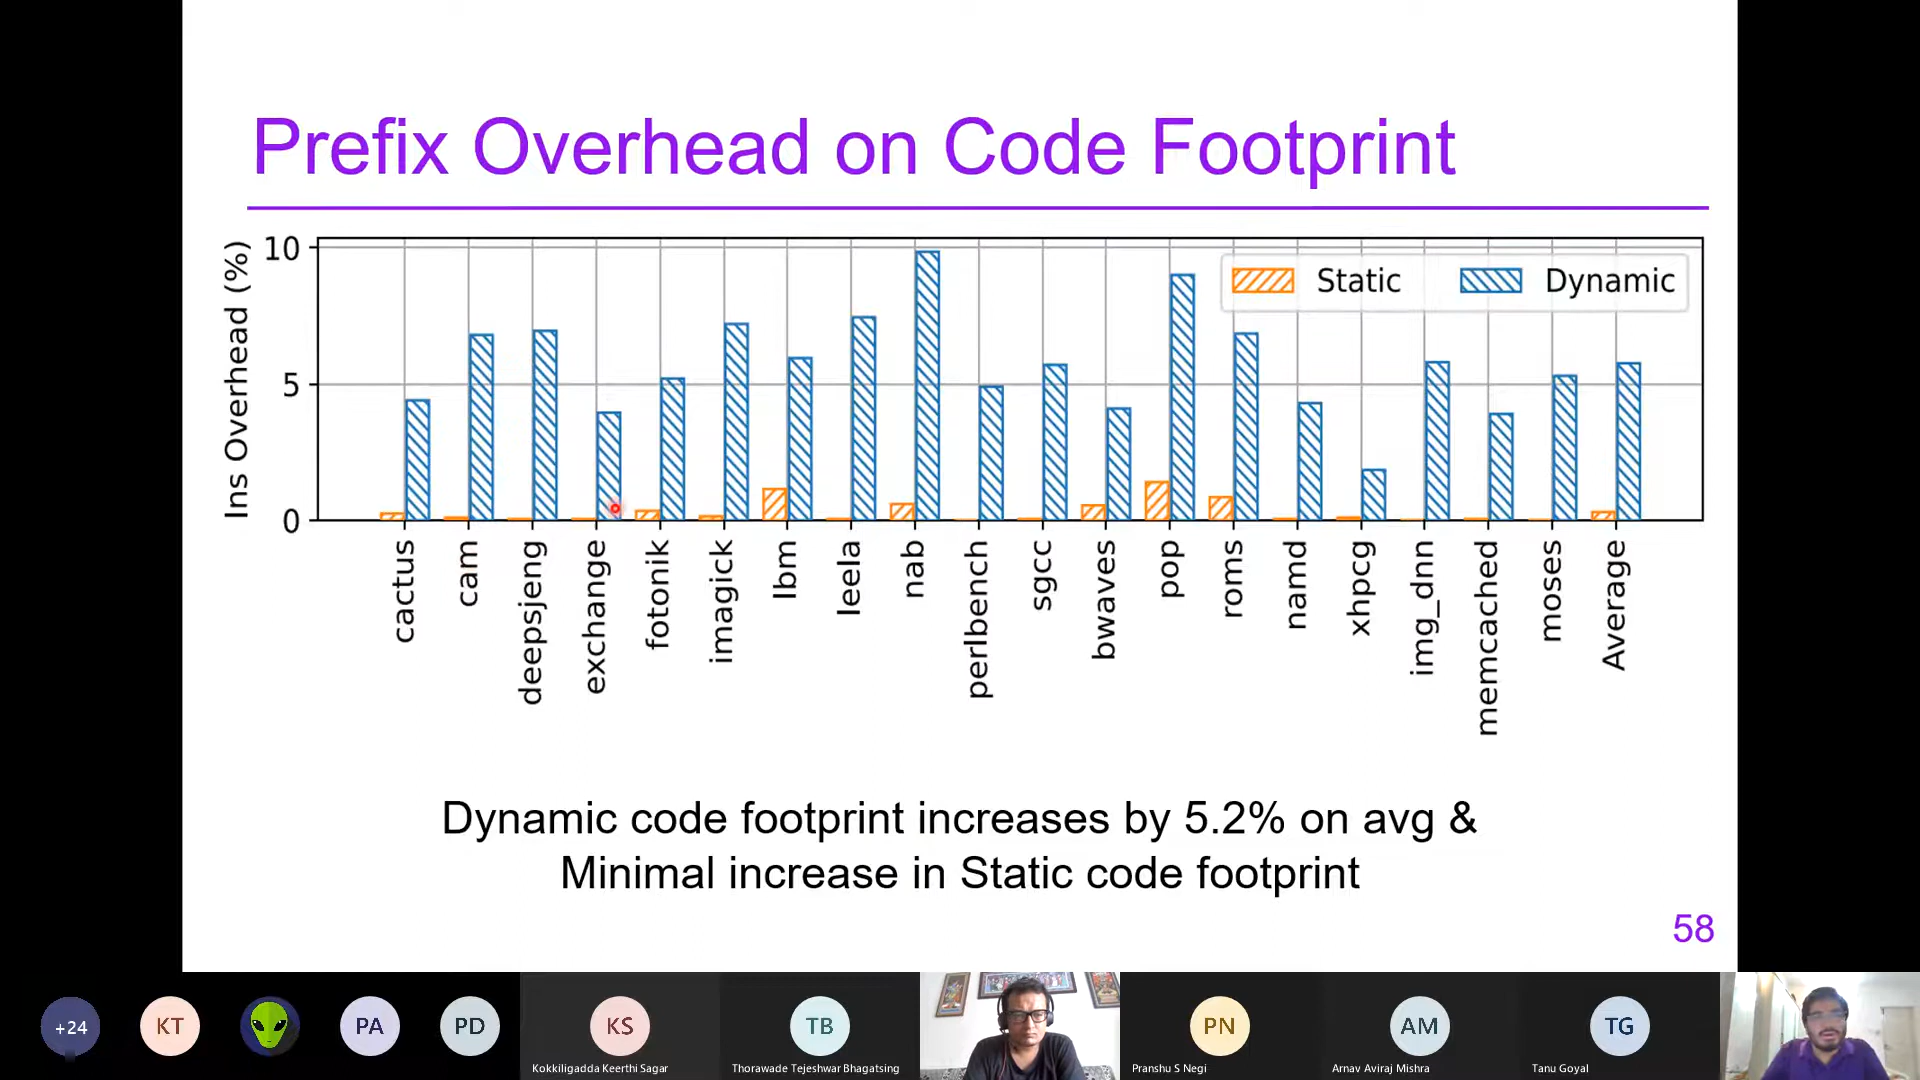 Prefix Overhead on Code Footprint
Ins Overhead (%)
10
5
0
Static
Dynamic
cactus
cam
deepsjeng
exchange
fotonik
imagick
lbm
leela
nab
perlbench
sgcc
bwaves
pop
roms
namd
xhpcg
img_dnn
memcached
moses
Average
Dynamic code footprint increases by 5.2% on avg &
Minimal increase in Static code footprint
58
+24
KT
PA
PD
KS
Kokkiligadda Keerthi Sagar
TB
Thorawade Tejeshwar Bhagatsing
PN
Pranshu S Negi
AM
Arnav Aviraj Mishra
TG
Tanu Goyal